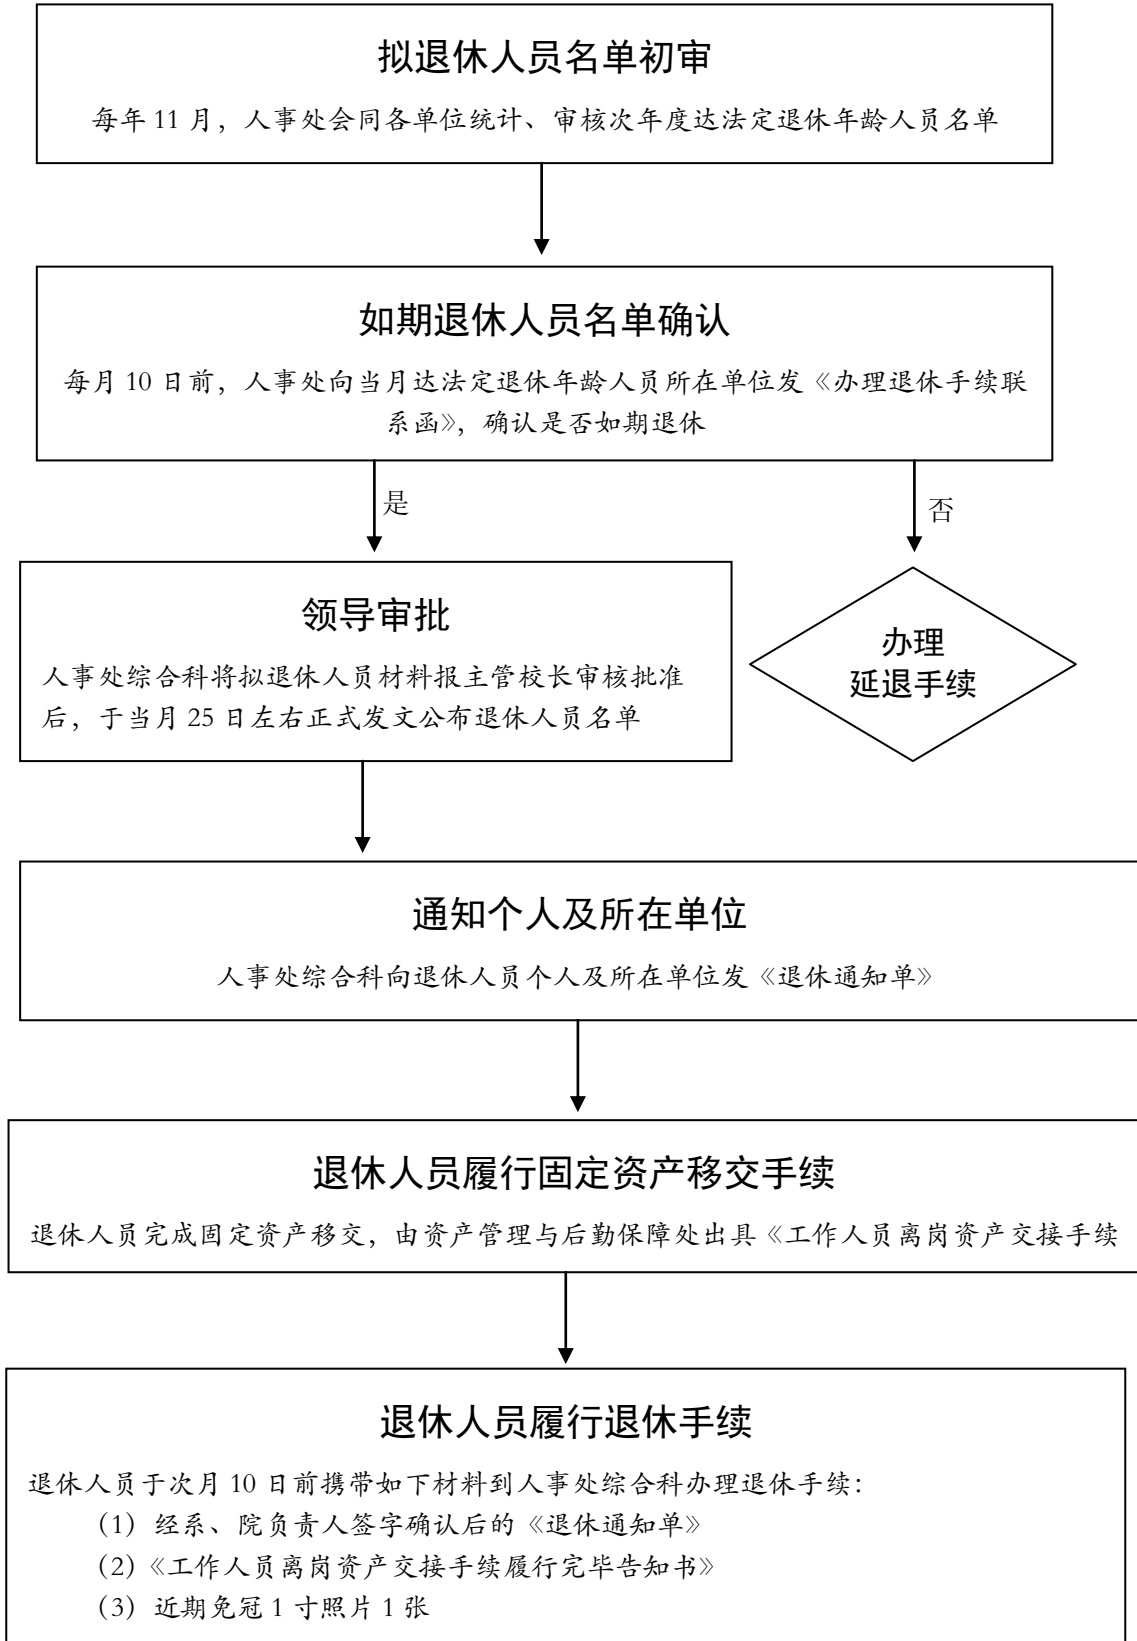 拟退休人员名单初审
每年 11 月，人事处会同各单位统计、审核次年度达法定退休年龄人员名单
如期退休人员名单确认
每月 10 日前，人事处向当月达法定退休年龄人员所在单位发《办理退休手续联
系函》，确认是否如期退休
是
否
领导审批
人事处综合科将拟退休人员材料报主管校长审核批准
后，于当月 25 日左右正式发文公布退休人员名单
办理
延退手续
通知个人及所在单位
人事处综合科向退休人员个人及所在单位发《退休通知单》
退休人员履行固定资产移交手续
退休人员完成固定资产移交，由资产管理与后勤保障处出具《工作人员离岗资产交接手续
退休人员履行退休手续
退休人员于次月 10 日前携带如下材料到人事处综合科办理退休手续：
（1）经系、院负责人签字确认后的《退休通知单》
（2）《工作人员离岗资产交接手续履行完毕告知书》
（3）近期免冠 1 寸照片 1 张